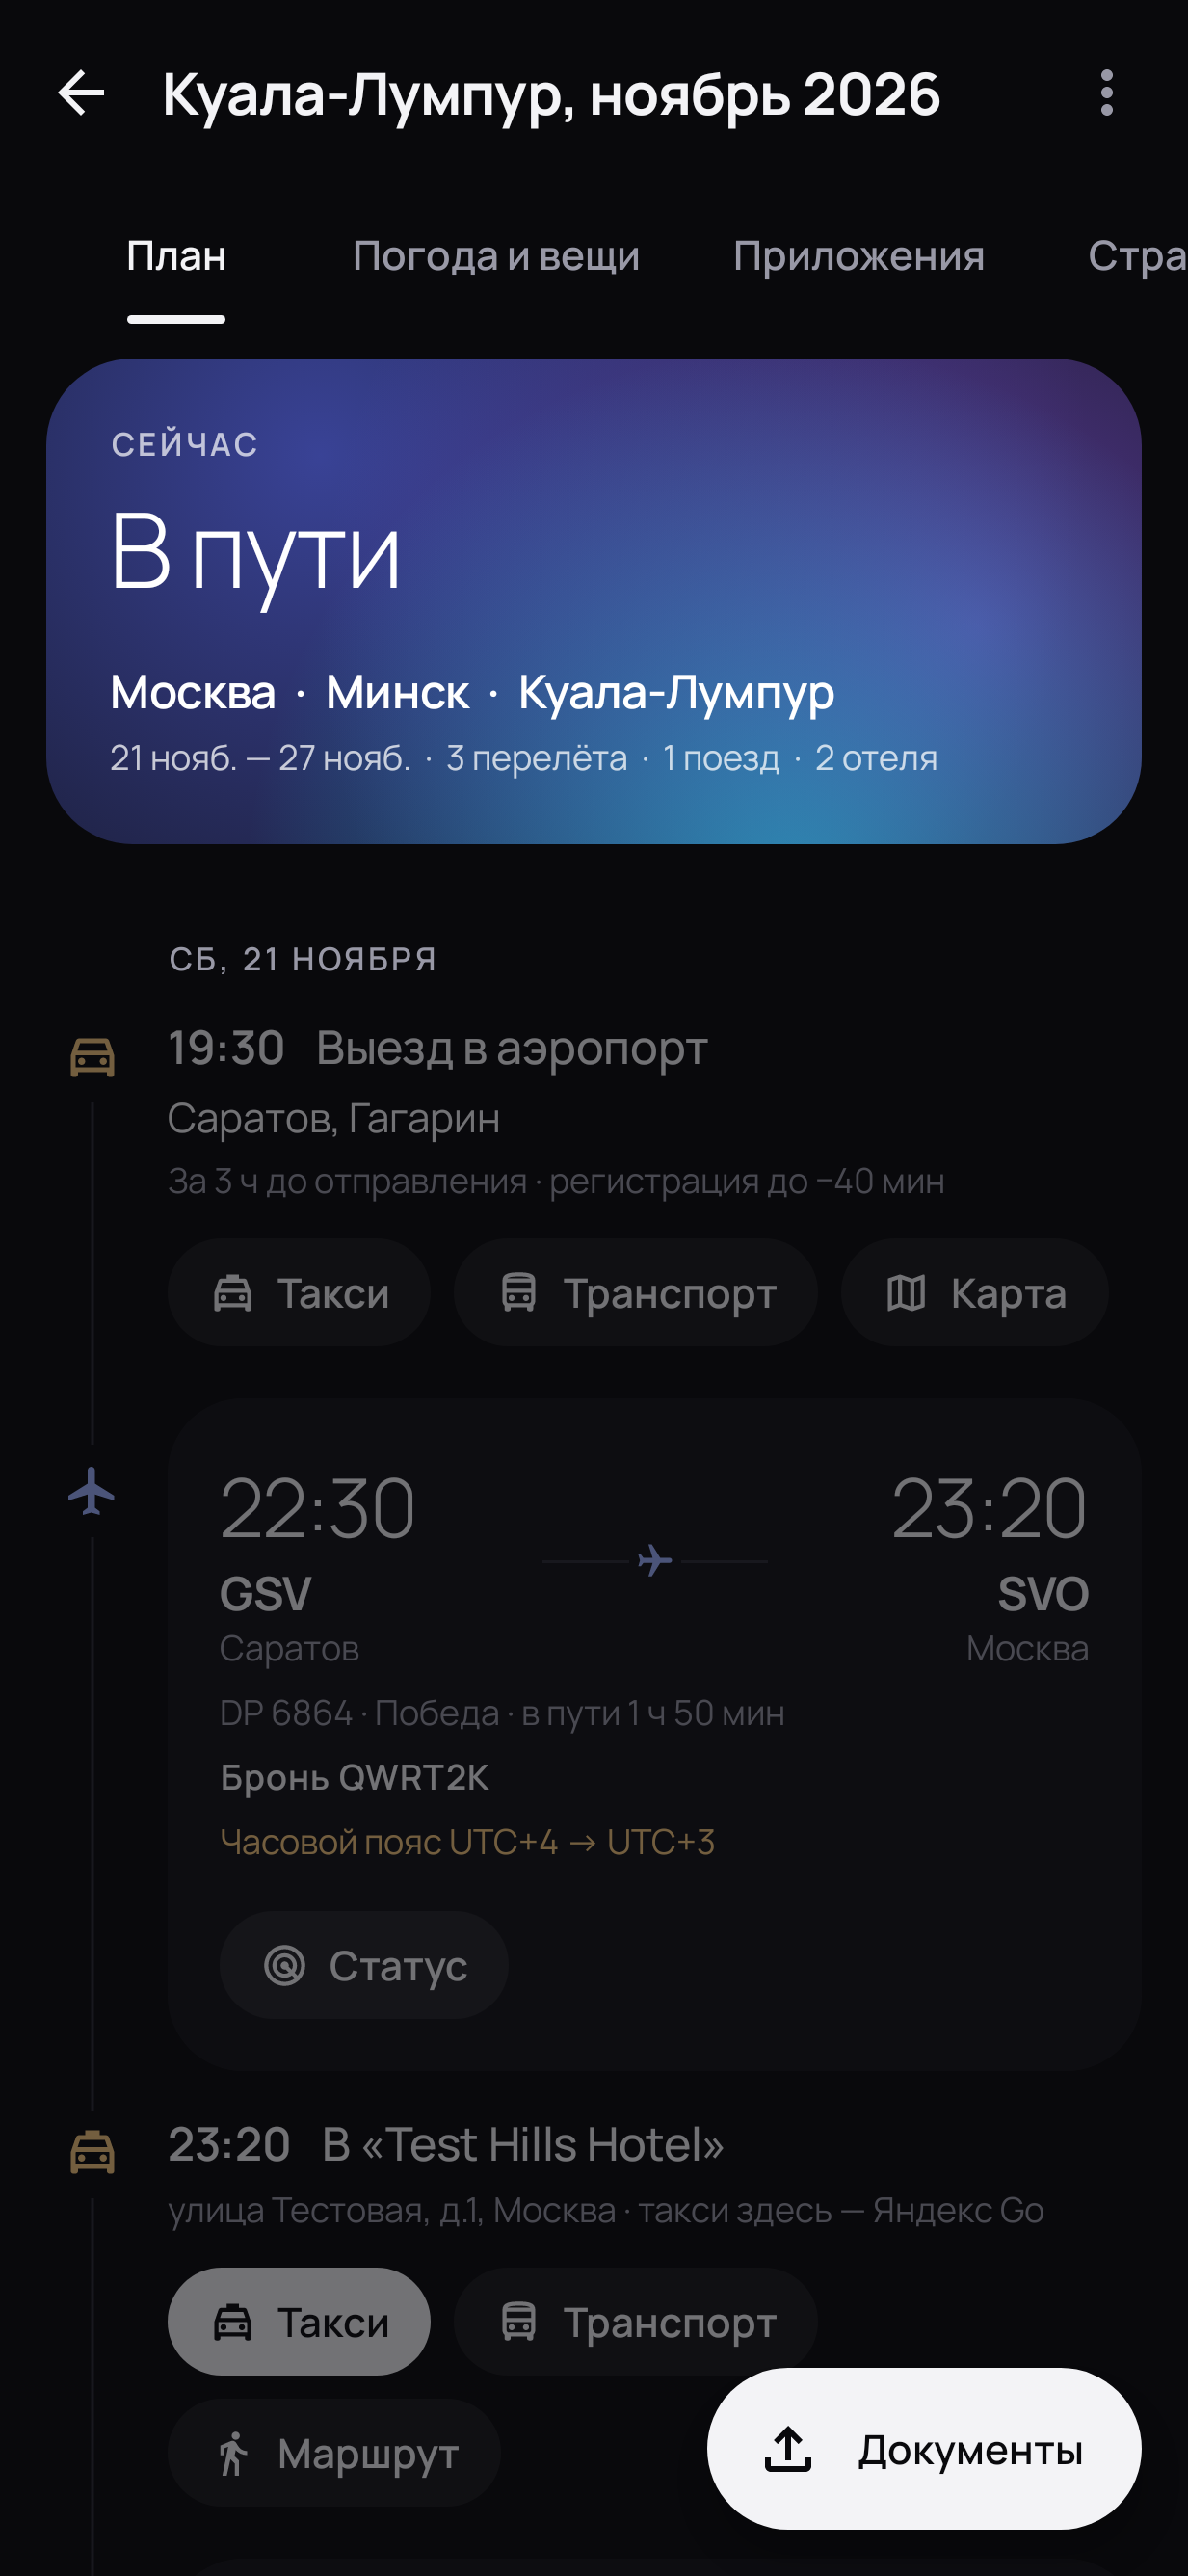 Куала-Лумпур, ноябрь 2026
План Погода и вещи Приложения Стра
СЕЙЧАС
В пути
Москва · Минск · Куала-Лумпур
21 нояб. — 27 нояб. · 3 перелёта · 1 поезд · 2 отеля
СБ, 21 НОЯБРЯ
19:30 Выезд в аэропорт
Саратов, Гагарин
За 3 ч до отправления · регистрация до −40 мин
Такси Транспорт Карта
22:30 23:20
GSV SVO
Саратов Москва
DP 6864 · Победа · в пути 1 ч 50 мин
Бронь QWRT2K
Часовой пояс UTC+4 → UTC+3
Статус
23:20 В «Test Hills Hotel»
улица Тестовая, д.1, Москва · такси здесь — Яндекс Go
Такси Транспорт
Маршрут
Документы